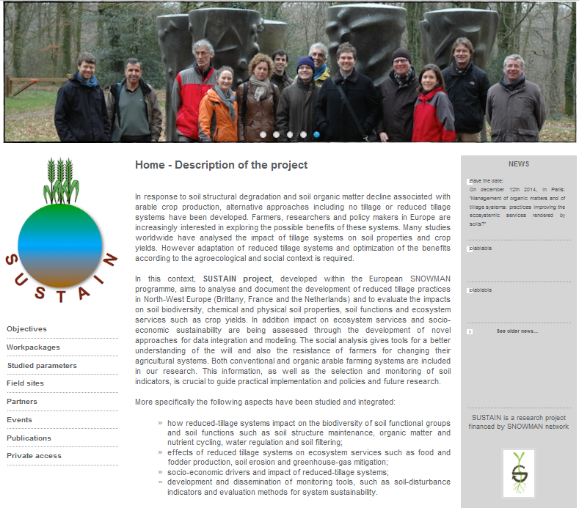 SUSTAIN
Objectives
Workpackages
Studied parameters
Field sites
Partners
Events
Publications
Private access
Home - Description of the project
In response to soil structural degradation and soil organic matter decline associated with
arable crop production, alternative approaches including no tillage or reduced tillage
systems have been developed. Farmers, researchers and policy makers in Europe are
increasingly interested in exploring the possible benefits of these systems. Many studies
worldwide have analysed the impact of tillage systems on soil properties and crop
yields. However adaptation of reduced tillage systems and optimization of the benefits
according to the agroecological and social context is required.
In this context, SUSTAIN project, developed within the European SNOWMAN
programme, aims to analyse and document the development of reduced tillage practices
in North-West Europe (Brittany, France and the Netherlands) and to evaluate the impacts
on soil biodiversity, chemical and physical soil properties, soil functions and ecosystem
services such as crop yields. In addition impact on ecosystem services and socio-
economic sustainability are being assessed through the development of novel
approaches for data integration and modeling. The social analysis gives tools for a better
understanding of the will and also the resistance of farmers for changing their
agricultural systems. Both conventional and organic arable farming systems are included
in our research. This information, as well as the selection and monitoring of soil
indicators, is crucial to guide practical implementation and policies and future research.
More specifically the following aspects have been studied and integrated:
how reduced-tillage systems impact on the biodiversity of soil functional groups
and soil functions such as soil structure maintenance, organic matter and
nutrient cycling, water regulation and soil filtering;
effects of reduced tillage systems on ecosystem services such as food and
fodder production, soil erosion and greenhouse-gas mitigation;
socio-economic drivers and impact of reduced-tillage systems;
development and dissemination of monitoring tools, such as soil-disturbance
indicators and evaluation methods for system sustainability.
NEWS
ave the date:
On december 12th 2014, in Paris:
"Management of organic matters and of
tillage systems: practices improving the
ecosystemic services rendered by
soils?"
blablabla
blablabla
See older news...
SUSTAIN is a research project
financed by SNOWMAN network